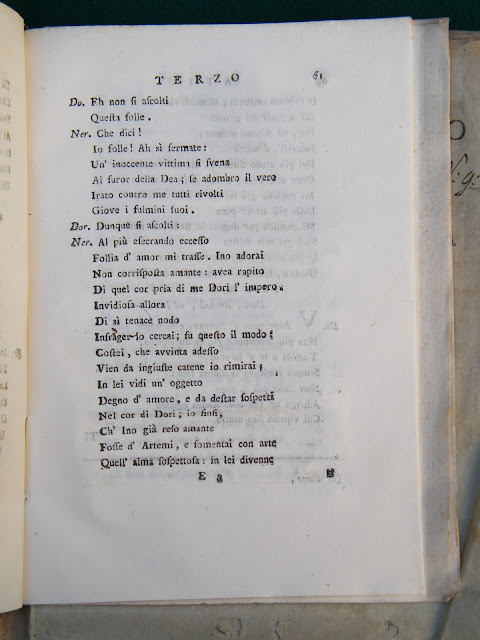 TERZO 61
Do. Eh non si ascolti
Questa folle.
Ner. Che dici!
Io folle! Ah sì fermate:
Un' inocente vittima si svena
Al furor della Dea; se adombro il vero
Irato contro me tutti rivolti
Giove i fulmini suoi.
Dor. Dunque si ascolti:
Ner. Al più esecrando eccesso
Follia d' amor mi trasse. Ino adorai
Non corrisposta amante: avea rapito
Di quel cor pria di me Dori l' impero.
Invidiosa allora
Di sì tenace nodo
Infranger io cercai; fu questo il modo;
Costei, che avvinta adesso
Vien da ingiuste catene io rimirai;
In lei vidi un' oggetto
Degno d' amore, e da destar sospetti
Nel cor di Dori; io finsi,
Ch' Ino già reso amante
Fosse d' Artemi, e fomentai con arte
Quell' alma sospettosa: in lei divenne
E 3